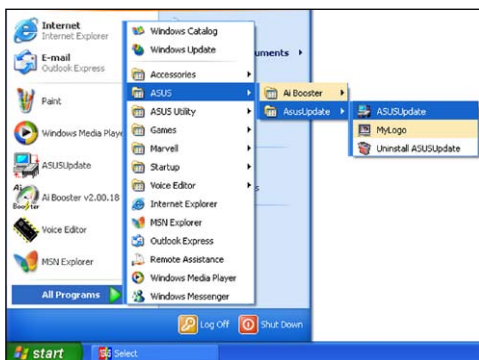 Internet
Internet Explorer
E-mail
Outlook Express
Paint
Windows Media Playe
ASUSUpdate
Ai Booster v2.00.18
Voice Editor
MSN Explorer
All Programs
Windows Catalog
Windows Update
Accessories
ASUS
ASUS Utility
Games
Marvell
Startup
Voice Editor
Internet Explorer
MSN Explorer
Outlook Express
Remote Assistance
Windows Media Player
Windows Messenger
uments
s
Ai Booster
AsusUpdate
ASUSUpdate
MyLogo
Uninstall ASUSUpdate
Log Off
Shut Down
start
Select